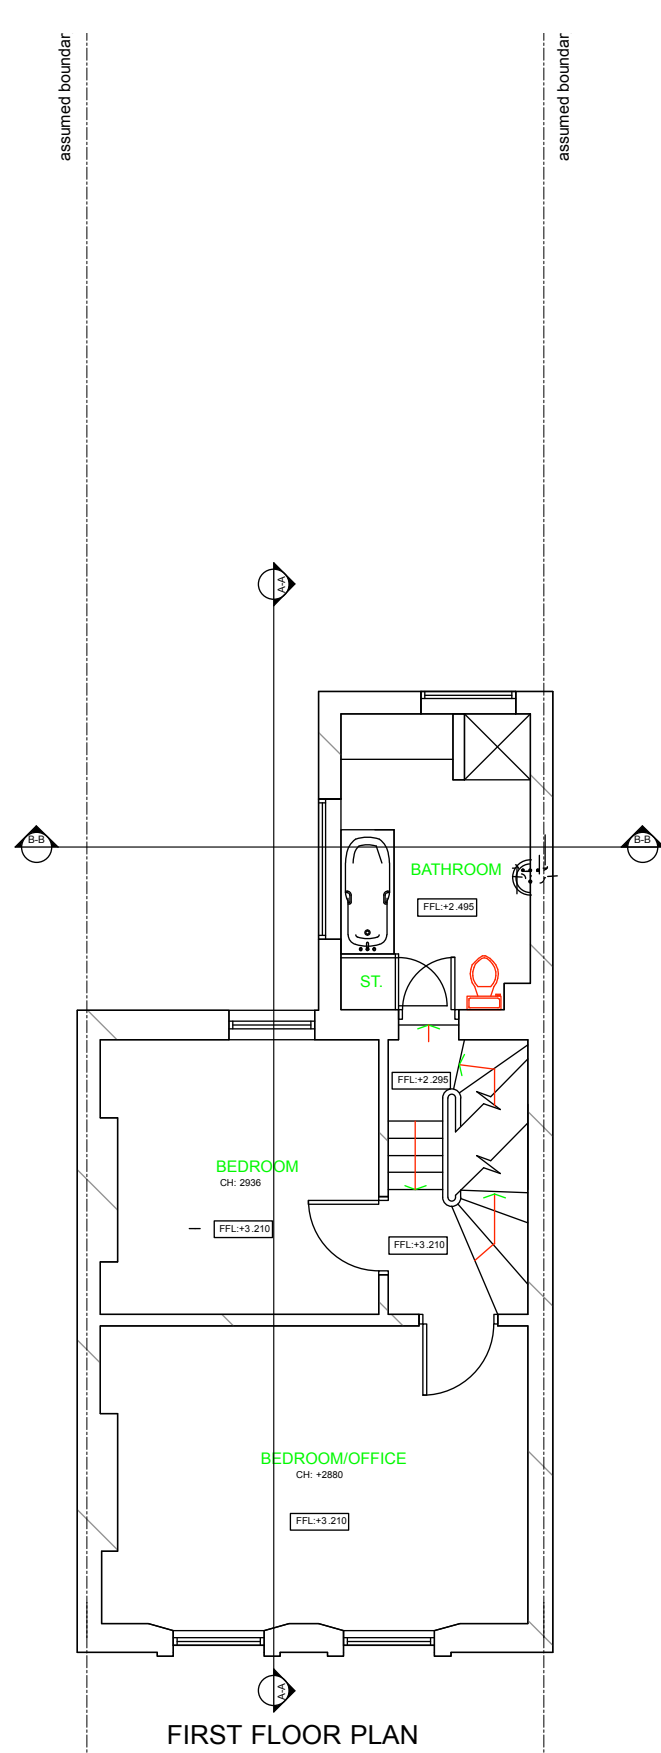 assumed boundar
assumed boundar
A-A
B-B
B-B
BATHROOM
FFL:+2.495
ST.
FFL:+2.295
BEDROOM
CH: 2936
FFL:+3.210
FFL:+3.210
BEDROOM/OFFICE
CH: +2880
FFL:+3.210
A-A
FIRST FLOOR PLAN